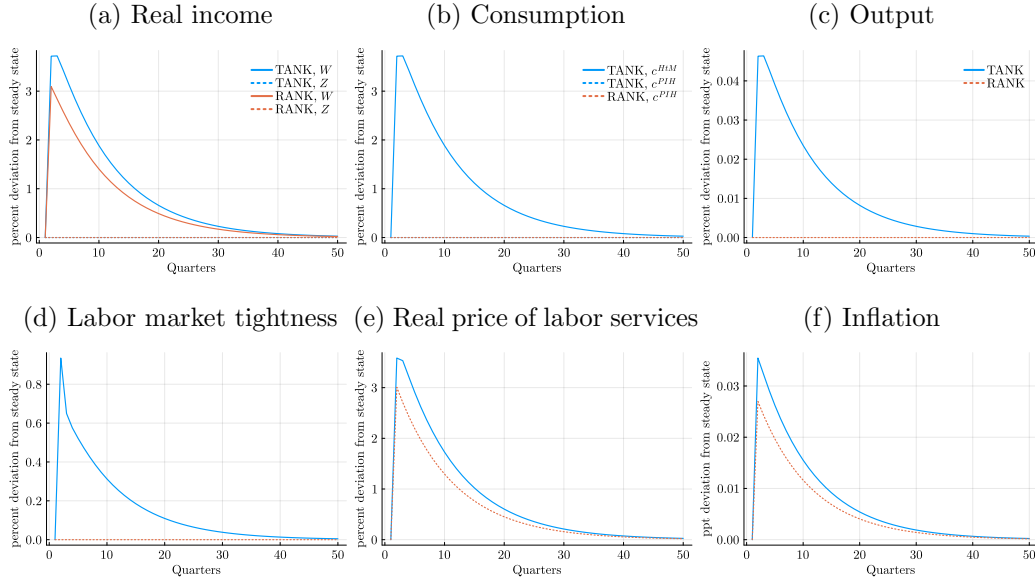 (a) Real income
(b) Consumption
(c) Output
percent deviation from steady state
3
2
1
0
TANK, W
TANK, Z
RANK, W
RANK, Z
0
10
20
30
40
50
Quarters
percent deviation from steady state
3
2
1
0
TANK, c^{HtM}
TANK, c^{PIH}
RANK, c^{PIH}
0
10
20
30
40
50
Quarters
percent deviation from steady state
0.04
0.03
0.02
0.01
0.00
TANK
RANK
0
10
20
30
40
50
Quarters
(d) Labor market tightness
(e) Real price of labor services
(f) Inflation
percent deviation from steady state
0.8
0.6
0.4
0.2
0.0
0
10
20
30
40
50
Quarters
percent deviation from steady state
3
2
1
0
0
10
20
30
40
50
Quarters
ppt deviation from steady state
0.03
0.02
0.01
0.00
0
10
20
30
40
50
Quarters